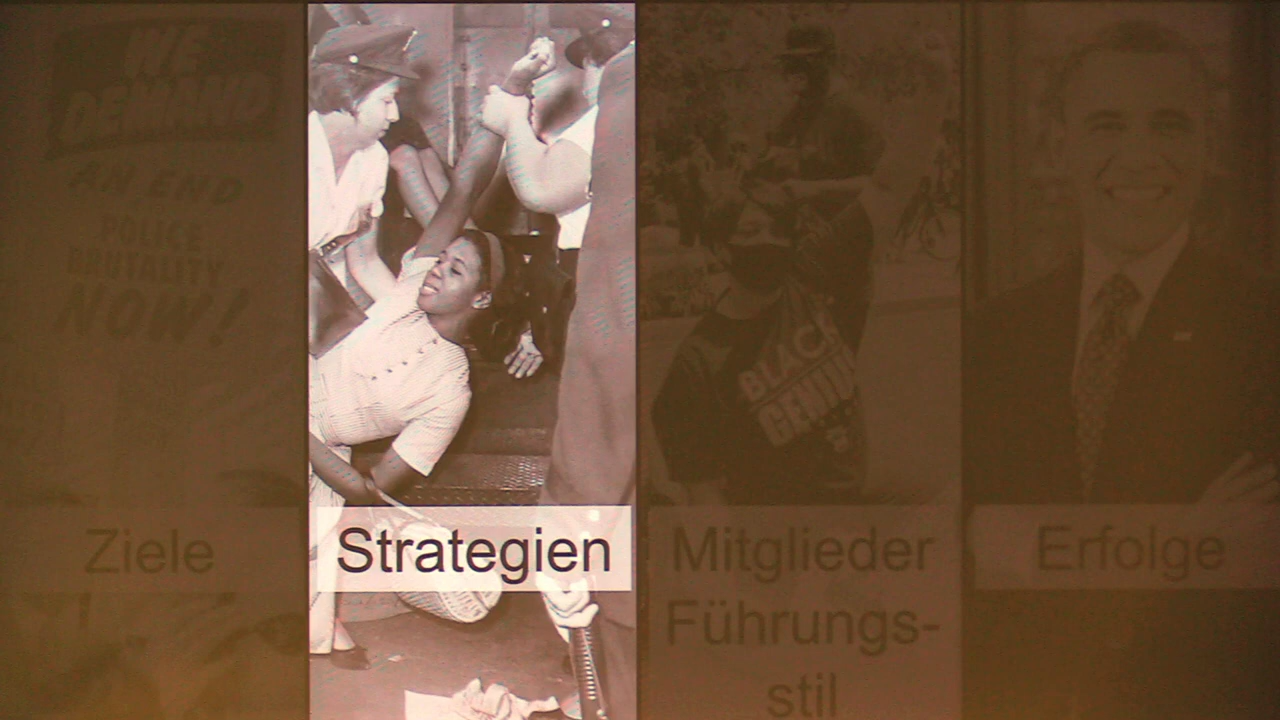 WE
DEMAND
AN END
POLICE
BRUTALITY
NOW!
BLACK
GENIUS
Ziele
Strategien
Mitglieder
Führungs-
stil
Erfolge